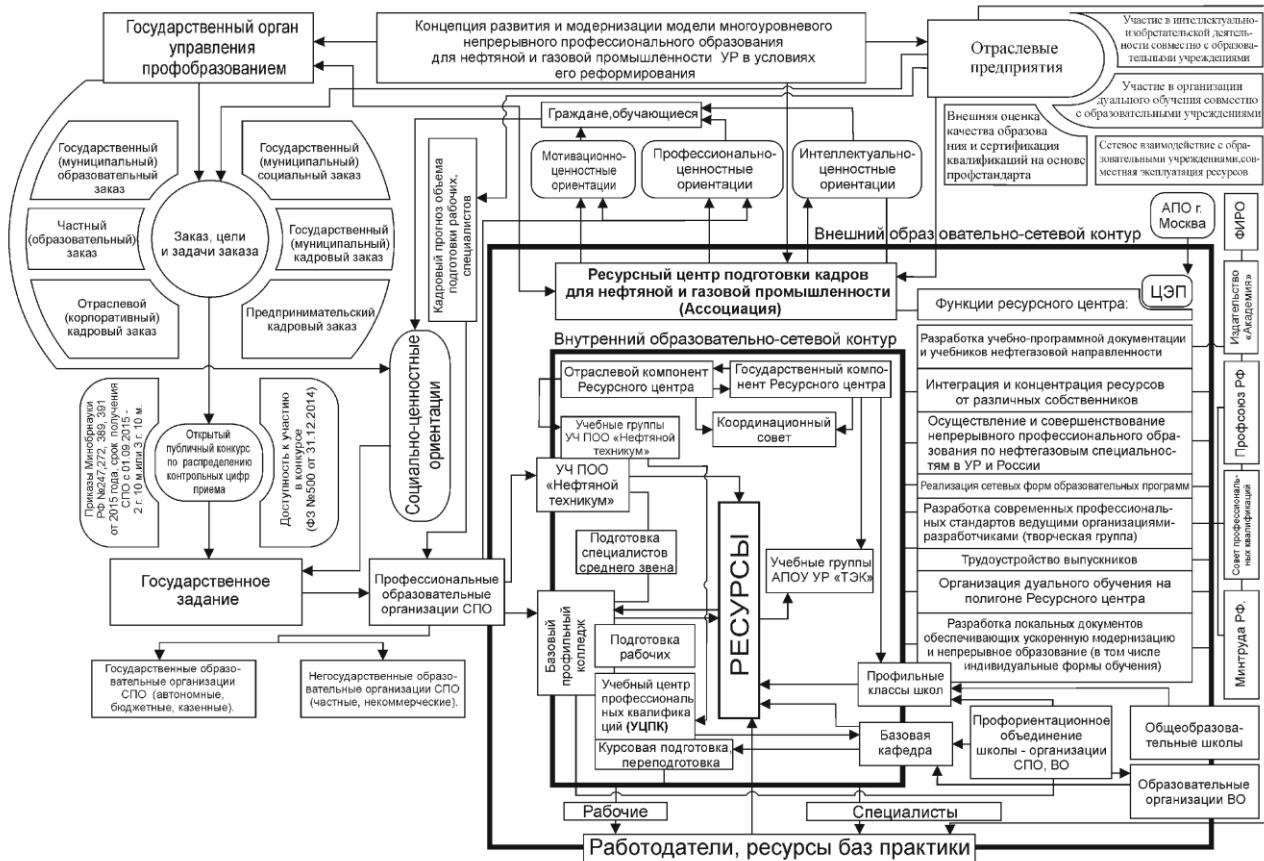 Государственный орган
управления
профобразованием
Концепция развития и модернизации модели многоуровневого
непрерывного профессионального образования
для нефтяной и газовой промышленности УР в условиях
его реформирования
Отраслевые
предприятия
Участие в интеллектуально-
изобретательской деятель-
ности совместно с образова-
тельными учреждениями
Участие в организации
дуального обучения совместно
с образовательными учреждениями
Сетевое взаимодействие с обра-
зовательными учреждениями,сов-
местная эксплуатация ресурсов
Внешняя оценка
качества образова
ния и сертификация
квалификаций на основе
профстандарта
Граждане,обучающиеся
Мотивационно-
ценностные
ориентации
Профессионально-
ценностные
ориентации
Интеллектуально-
ценностные
ориентации
Государственный
(муниципальный)
образовательный
заказ
Государственный
(муниципальный)
социальный
заказ
Частный
(образовательный)
заказ
Заказ, цели
и задачи заказа
Государственный
(муниципальный)
кадровый заказ
Отраслевой
(корпоративный)
кадровый заказ
Предпринимательский
кадровый заказ
Кадровый прогноз объема
подготовки рабочих,
специалистов
АПО г.
Москва
ЦЭП
Внешний образовательно-сетевой контур
Ресурсный центр подготовки кадров
для нефтяной и газовой промышленности
(Ассоциация)
Функции ресурсного центра:
Разработка учебно-программной документации
и учебников нефтегазовой направленности
Интеграция и концентрация ресурсов
от различных собственников
Осуществление и совершенствование
непрерывного профессионального обра-
зования по нефтегазовым специальнос-
тям в УР и России
Реализация сетевых форм образовательных программ
Разработка современных профессиональ-
ных стандартов ведущими организациями-
разработчиками (творческая группа)
Трудоустройство выпускников
Организация дуального обучения на
полигоне Ресурсного центра
Разработка локальных документов
обеспечивающих ускоренную модернизацию
и непрерывное образование (в том числе
индивидуальные формы обучения)
ФИРО
Издательство
«Академия»
Профсоюз РФ
Совет профессиональ-
ных квалификаций
Минтруда РФ.
Внутренний образовательно-сетевой контур
Отраслевой компонент
Ресурсного центра
Государственный ком-
понент Ресурсного центра
Координационный
совет
Учебные группы
УЧ ПОО «Нефтяной
техникум»
УЧ ПОО
«Нефтяной
техникум»
Подготовка
специалистов
среднего звена
РЕСУРСЫ
Учебные группы
АПОУ УР «ТЭК»
Базовый
профильный
колледж
Подготовка
рабочих
Учебный центр
профессиональ
ных квалифика
ций (УЦПК)
Курсовая подготовка,
переподготовка
Профильные
классы школ
Базовая
кафедра
Профориентационное
объединение
школы - организации
СПО, ВО
Общеобразова-
тельные школы
Образовательные
организации ВО
Рабочие
Специалисты
Работодатели, ресурсы баз практики
Социально-ценностные
ориентации
Приказы Минобрнауки
РФ №247,272, 389, 391
от 2015 года, срок получения
СПО с 01.09.2015 -
2 г. 10 м.или 3 г. 10 м.
Открытый
публичный конкурс
по распределению
контрольных цифр
приема
Доступность к участию
в конкурсе
(ФЗ №500 от 31.12.2014)
Государственное
задание
Профессиональные
образовательные
организации СПО
Государственные образо-
вательные организации
СПО (автономные,
бюджетные, казенные).
Негосударственные образо-
вательные организации СПО
(частные, некоммерческие).